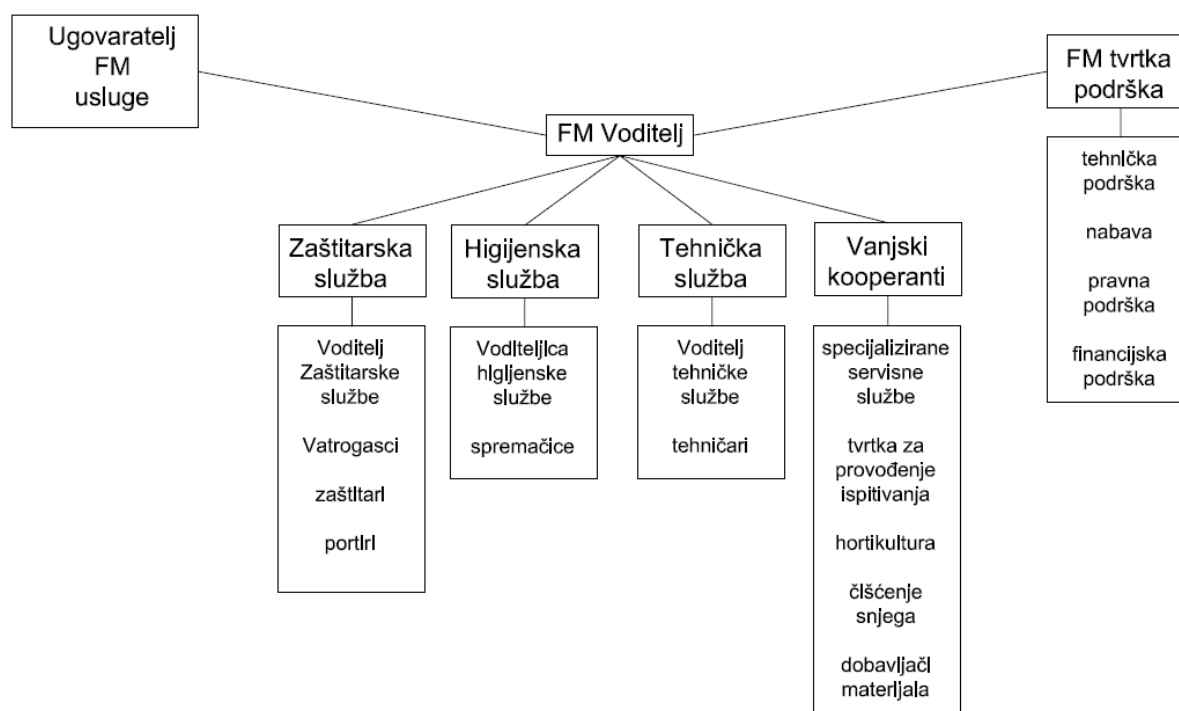 Ugovaratelj
FM
usluge
FM tvrtka
podrška
FM Voditelj
tehnička
podrška
nabava
pravna
podrška
financijska
podrška
Zaštitarska
služba
Higijenska
služba
Tehnička
služba
Vanjski
kooperanti
Voditelj
Zaštitarske
službe
Vatrogasci
zaštitari
portiri
Voditeljica
higijenske
službe
spremačice
Voditelj
tehničke
službe
tehničari
specijalizirane
servisne
službe
tvrtka za
provođenje
ispitivanja
hortikultura
čišćenje
snjega
dobavljači
materijala